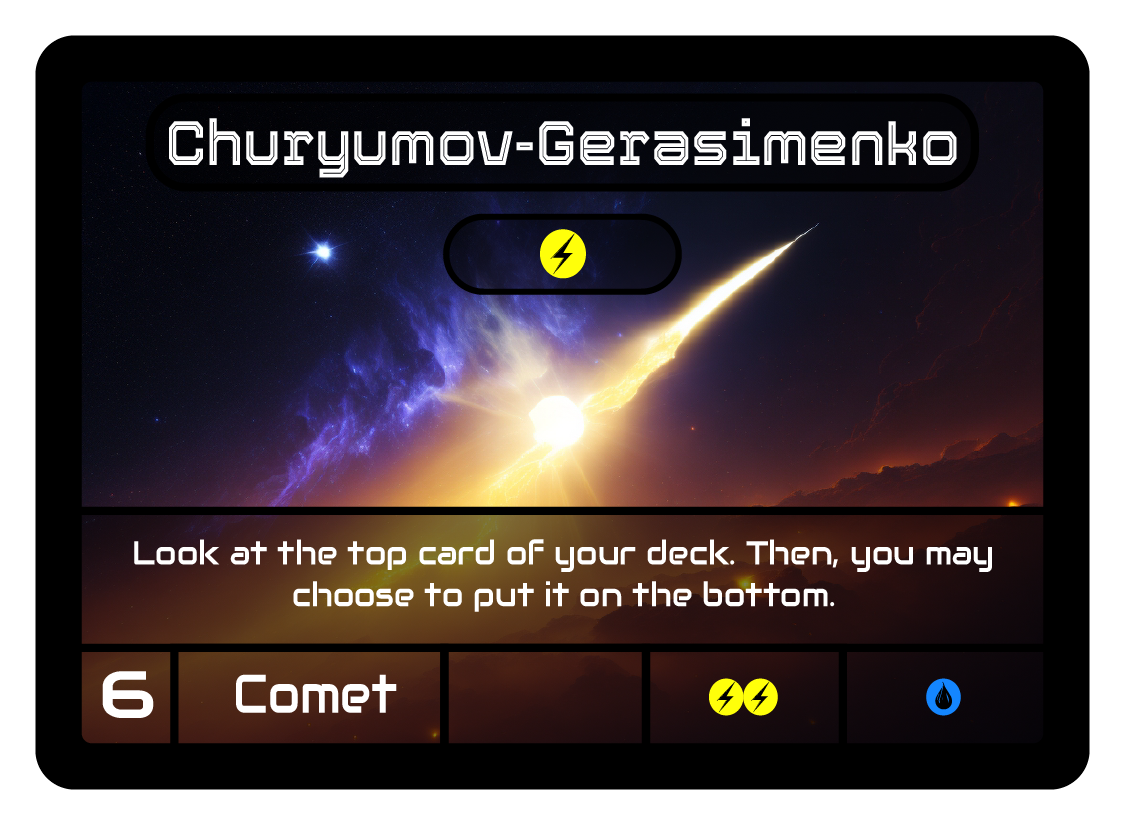 Churyumov-Gerasimenko
Look at the top card of your deck. Then, you may
choose to put it on the bottom.
6 Comet